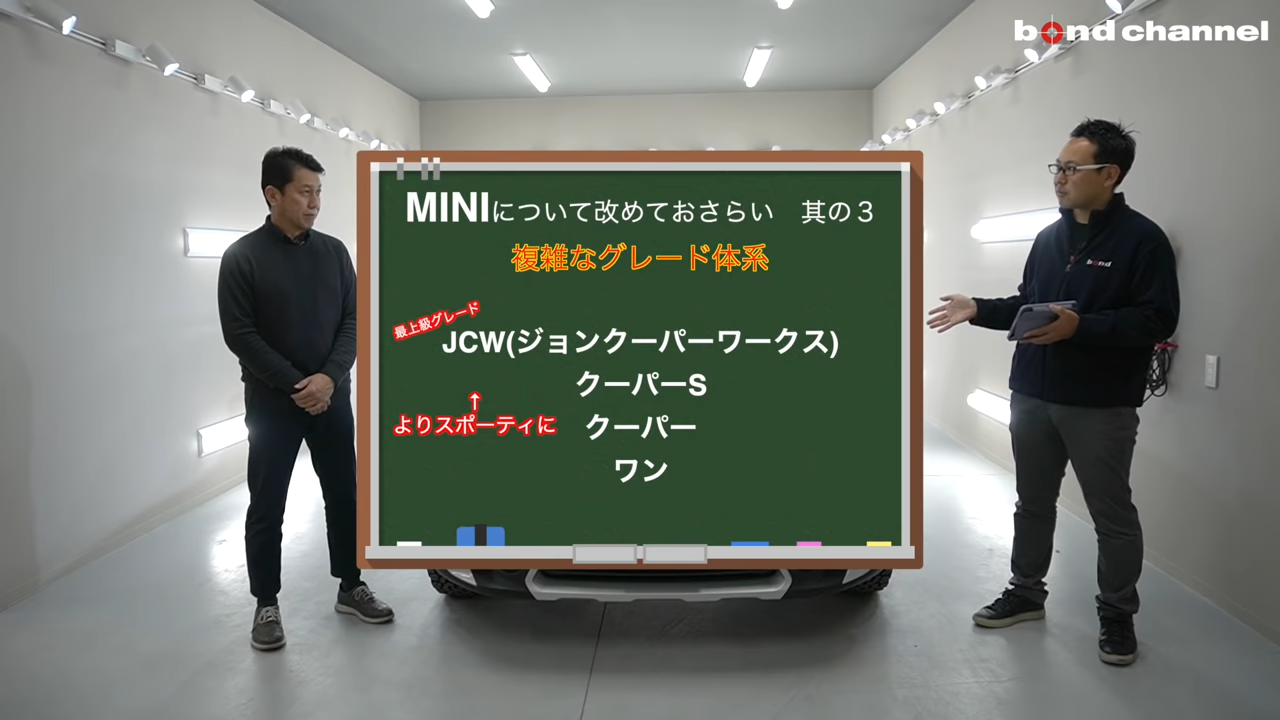 bond channel
MINIについて改めておさらい　其の３
複雑なグレード体系
最上級グレード
JCW(ジョンクーパーワークス)
クーパーS
↑
よりスポーティに
クーパー
ワン
bond